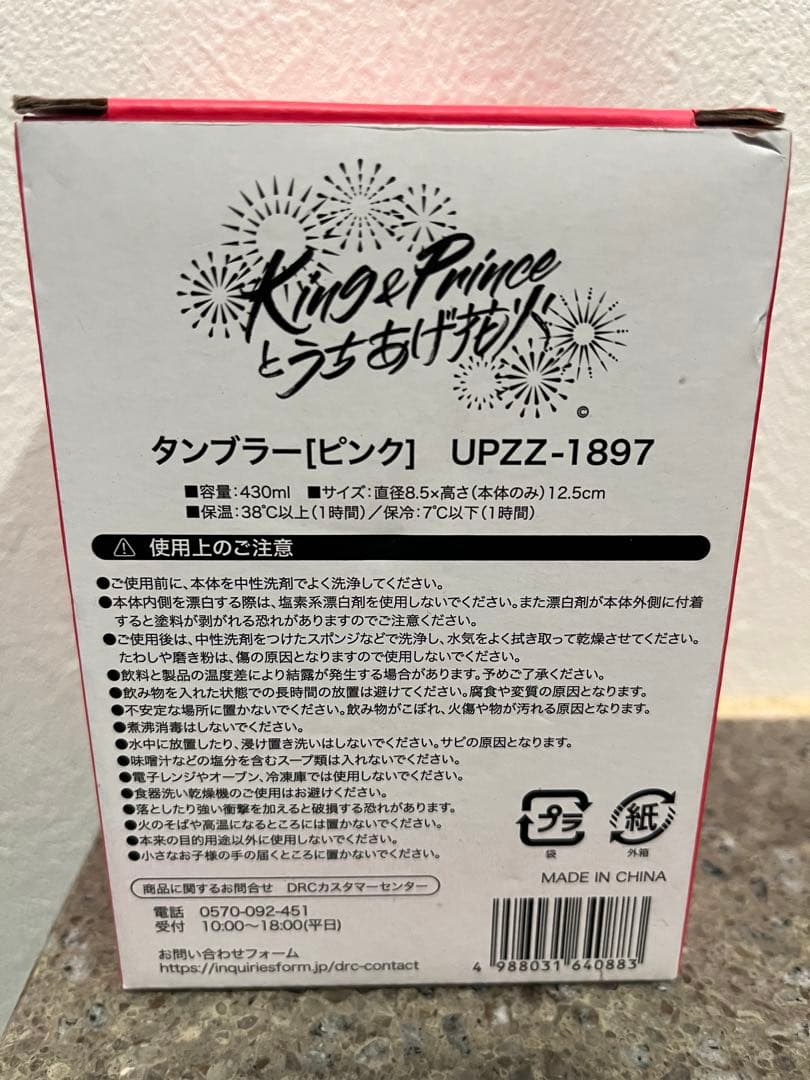 King & Prince
とうちあげ花火
©
タンブラー[ピンク] UPZZ-1897
■容量:430ml ■サイズ:直径8.5×高さ(本体のみ)12.5cm
■保温:38℃以上(1時間)/保冷:7℃以下(1時間)
⚠ 使用上のご注意
●ご使用前に、本体を中性洗剤でよく洗浄してください。
●本体内側を漂白する際は、塩素系漂白剤を使用しないでください。また漂白剤が本体外側に付着
すると塗料が剥がれる恐れがありますのでご注意ください。
●ご使用後は、中性洗剤をつけたスポンジなどで洗浄し、水気をよく拭き取って乾燥させてください。
たわしや磨き粉は、傷の原因となりますので使用しないでください。
●飲料と製品の温度差により結露が発生する場合があります。予めご了承ください。
●飲み物を入れた状態での長時間の放置は避けてください。腐食や変質の原因となります。
●不安定な場所に置かないでください。飲み物がこぼれ、火傷や物が汚れる原因となります。
●煮沸消毒はしないでください。
●水中に放置したり、浸け置き洗いはしないでください。サビの原因となります。
●味噌汁などの塩分を含むスープ類は入れないでください。
●電子レンジやオーブン、冷凍庫では使用しないでください。
●食器洗い乾燥機のご使用はお避けください。
●落としたり強い衝撃を加えると破損する恐れがあります。
●火のそばや高温になるところには置かないでください。
●本来の目的用途以外に使用しないでください。
●小さなお子様の手の届くところに置かないでください。
プラ
袋
紙
外箱
MADE IN CHINA
商品に関するお問合せ DRCカスタマーセンター
電話 0570-092-451
受付 10:00〜18:00(平日)
お問い合わせフォーム
https://inquiriesform.jp/drc-contact
4 988031 640883